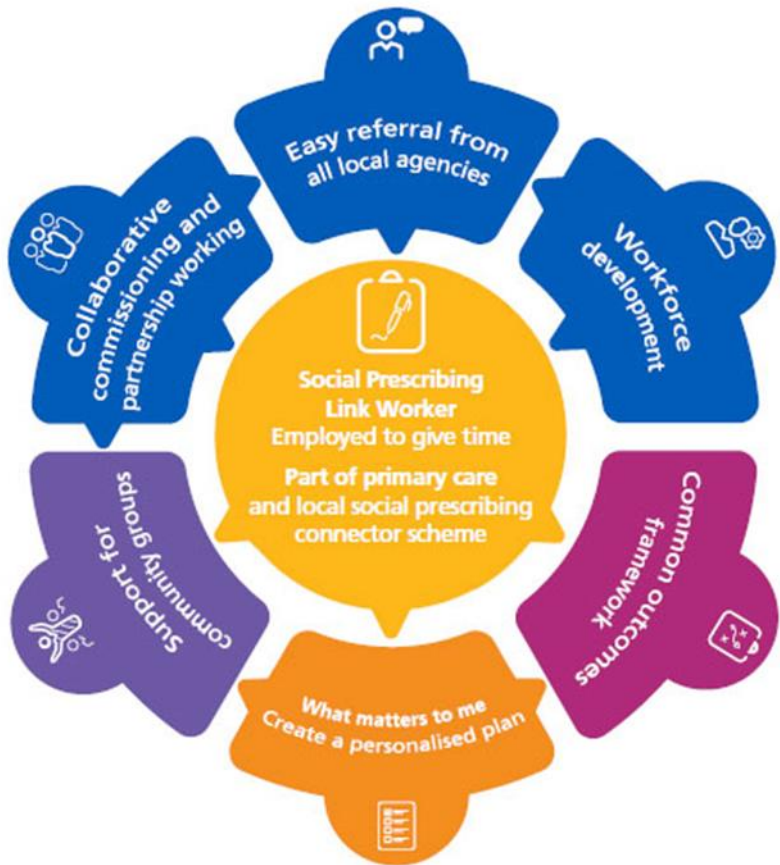 Easy referral from
all local agencies
Workforce
development
Common outcomes
framework
What matters to me
Create a personalised plan
Support for
community groups
Collaborative
commissioning and
partnership working
Social Prescribing
Link Worker
Employed to give time
Part of primary care
and local social prescribing
connector scheme